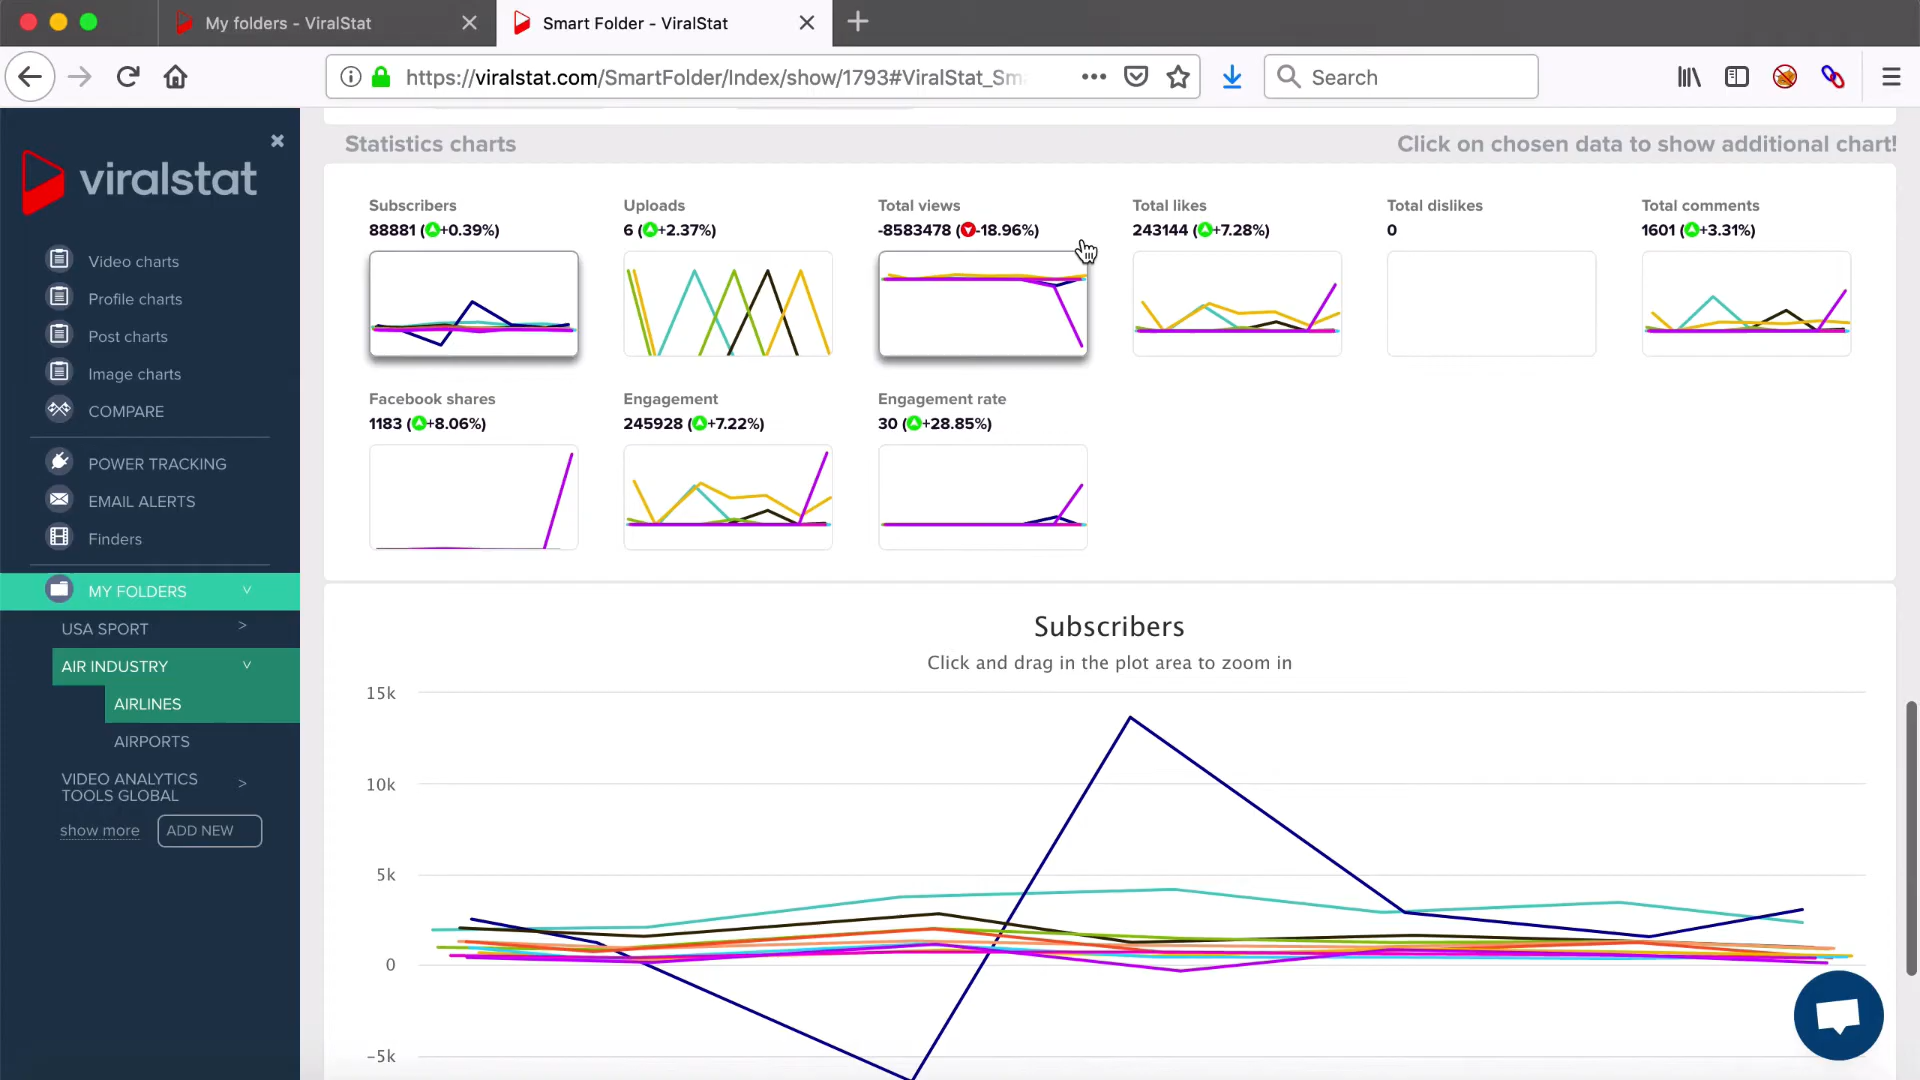 My folders - ViralStat
Smart Folder - ViralStat
https://viralstat.com/SmartFolder/Index/show/1793#ViralStat_Sm
Search
viralstat
Video charts
Profile charts
Post charts
Image charts
COMPARE
POWER TRACKING
EMAIL ALERTS
Finders
MY FOLDERS
USA SPORT
AIR INDUSTRY
AIRLINES
AIRPORTS
VIDEO ANALYTICS
TOOLS GLOBAL
show more
ADD NEW
Statistics charts
Click on chosen data to show additional chart!
Subscribers
88881 (+0.39%)
Uploads
6 (+2.37%)
Total views
-8583478 (-18.96%)
Total likes
243144 (+7.28%)
Total dislikes
0
Total comments
1601 (+3.31%)
Facebook shares
1183 (+8.06%)
Engagement
245928 (+7.22%)
Engagement rate
30 (+28.85%)
Subscribers
Click and drag in the plot area to zoom in
15k
10k
5k
0
-5k